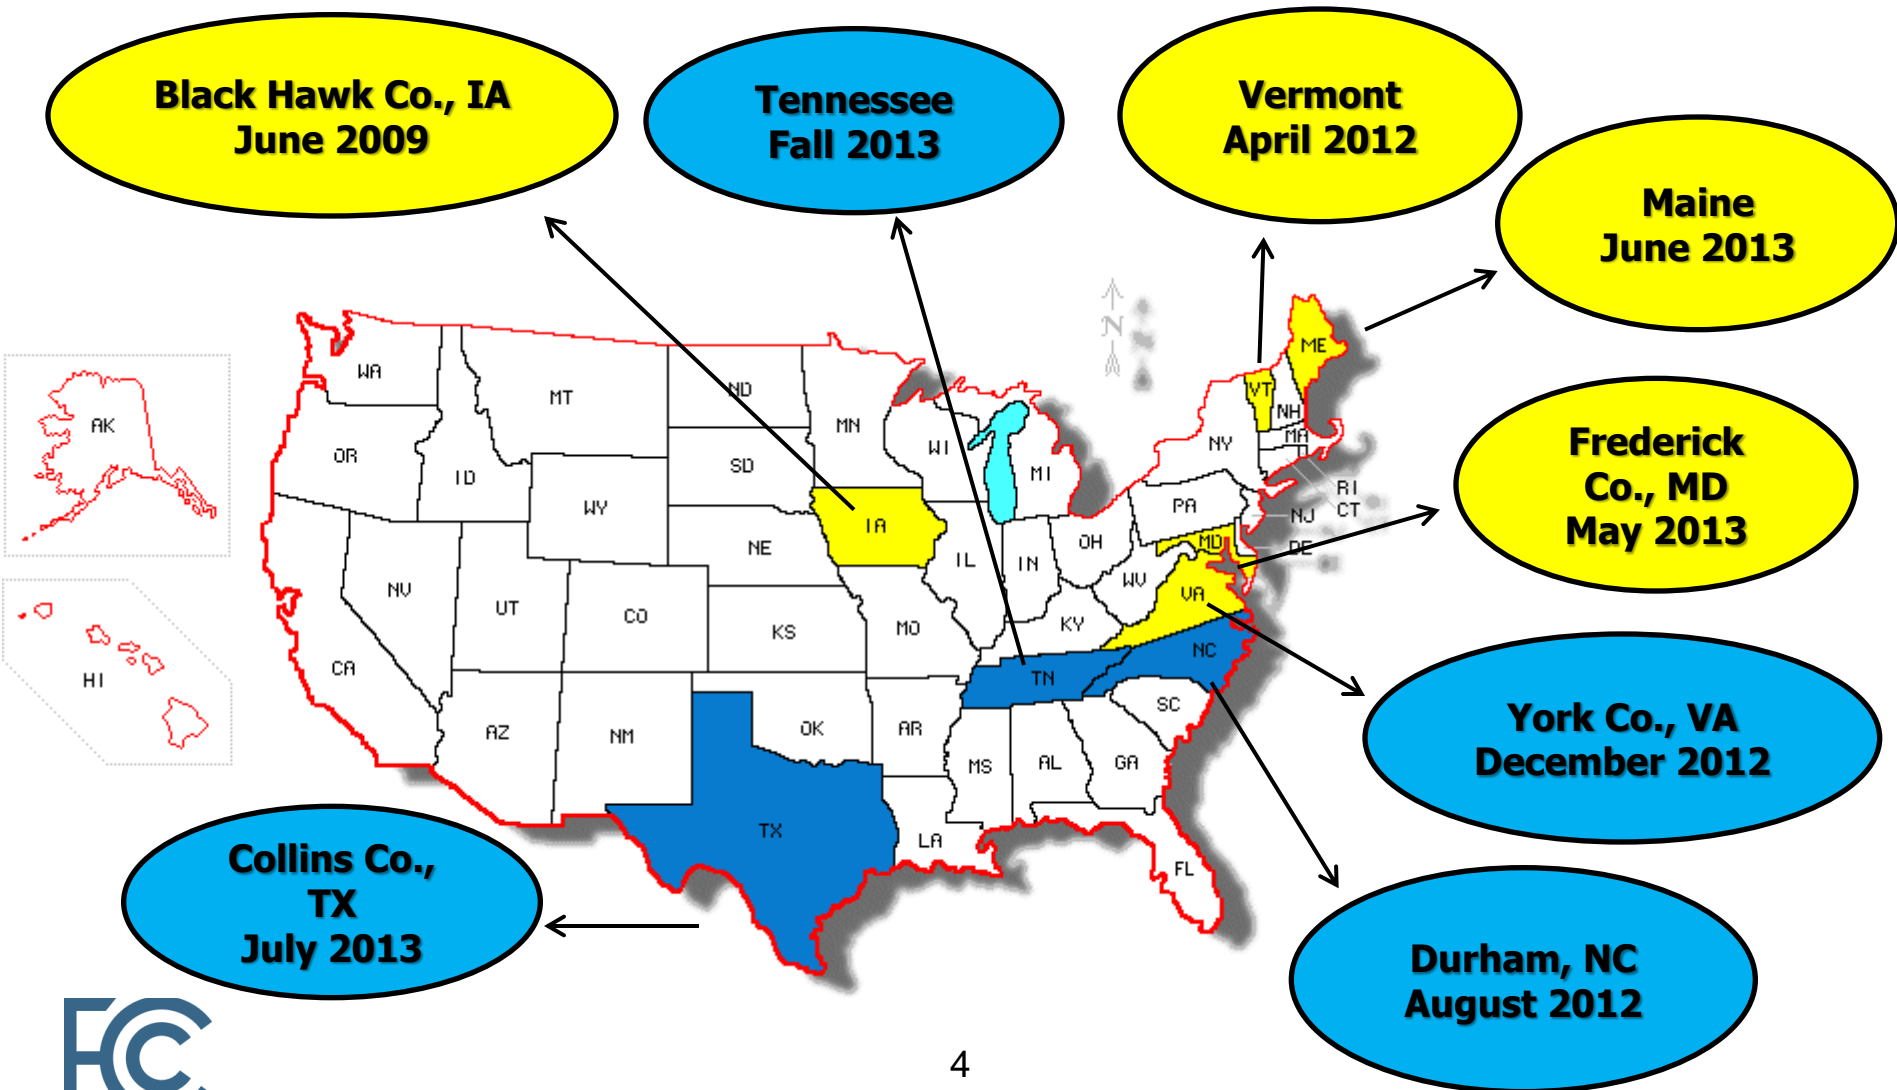 Black Hawk Co., IA
June 2009
Tennessee
Fall 2013
Vermont
April 2012
Maine
June 2013
N
WA
MT
ND
MN
ME
VT
NH
AK
OR
ID
SD
WI
MI
NY
MA
RI
CT
WY
IA
PA
NJ
Frederick
Co., MD
May 2013
NE
IL
IN
OH
MD
DE
NV
UT
CO
KS
MO
KY
WV
VA
CA
HI
TN
NC
AZ
NM
OK
AR
SC
MS
AL
GA
York Co., VA
December 2012
TX
LA
FL
Collins Co.,
TX
July 2013
Durham, NC
August 2012
FCC
4